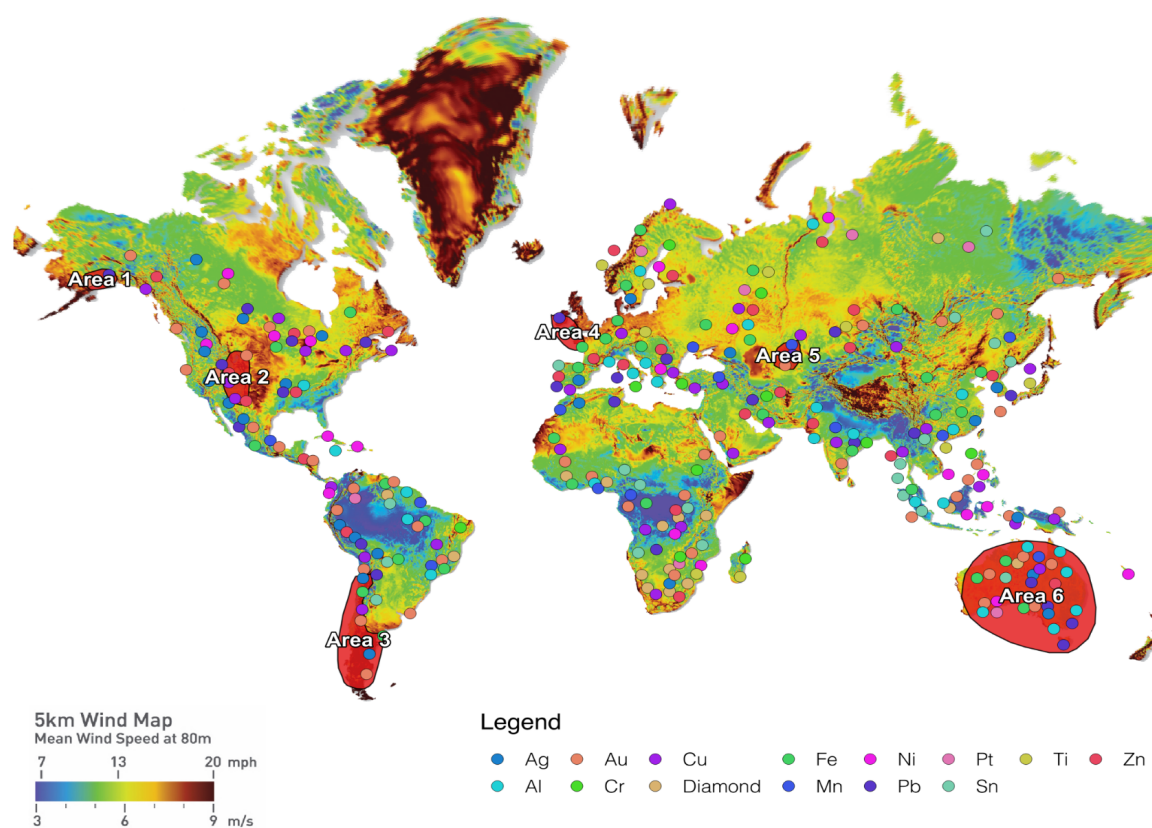 Area 1
Area 4
Area 5
Area 2
Area 6
Area 3
5km Wind Map
Mean Wind Speed at 80m
7 13 20 mph
3 6 9 m/s
Legend
Ag Au Cu Fe Ni Pt Ti Zn
Al Cr Diamond Mn Pb Sn